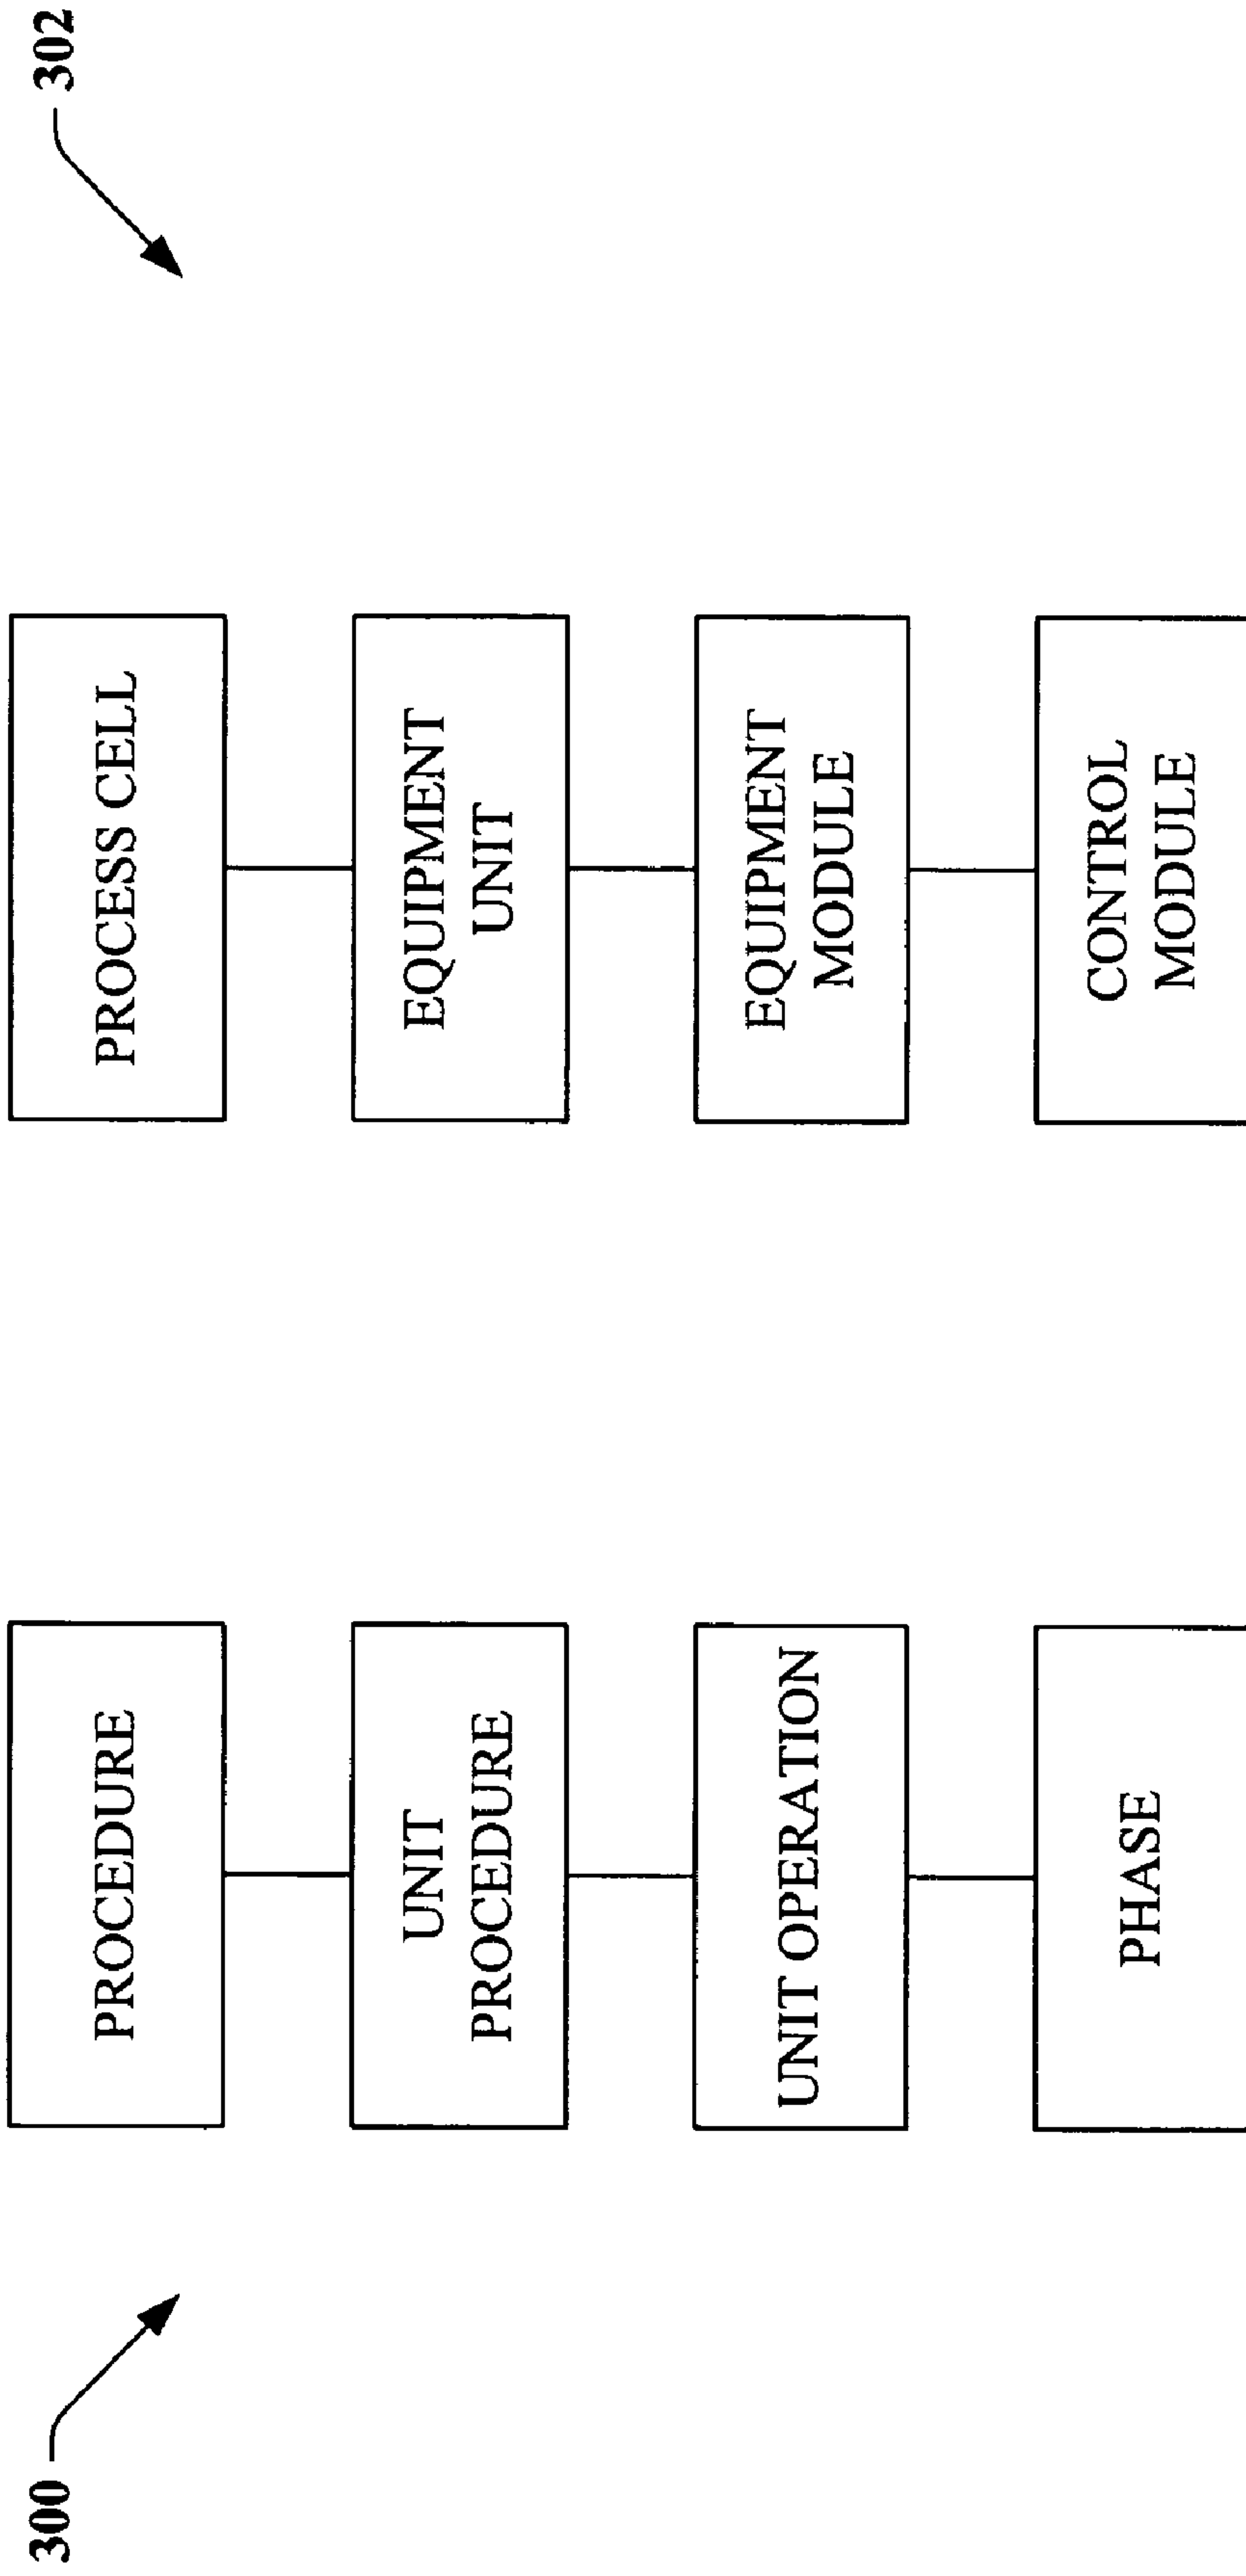 300
302
PROCEDURE
UNIT
PROCEDURE
UNIT OPERATION
PHASE
PROCESS CELL
EQUIPMENT
UNIT
EQUIPMENT
MODULE
CONTROL
MODULE